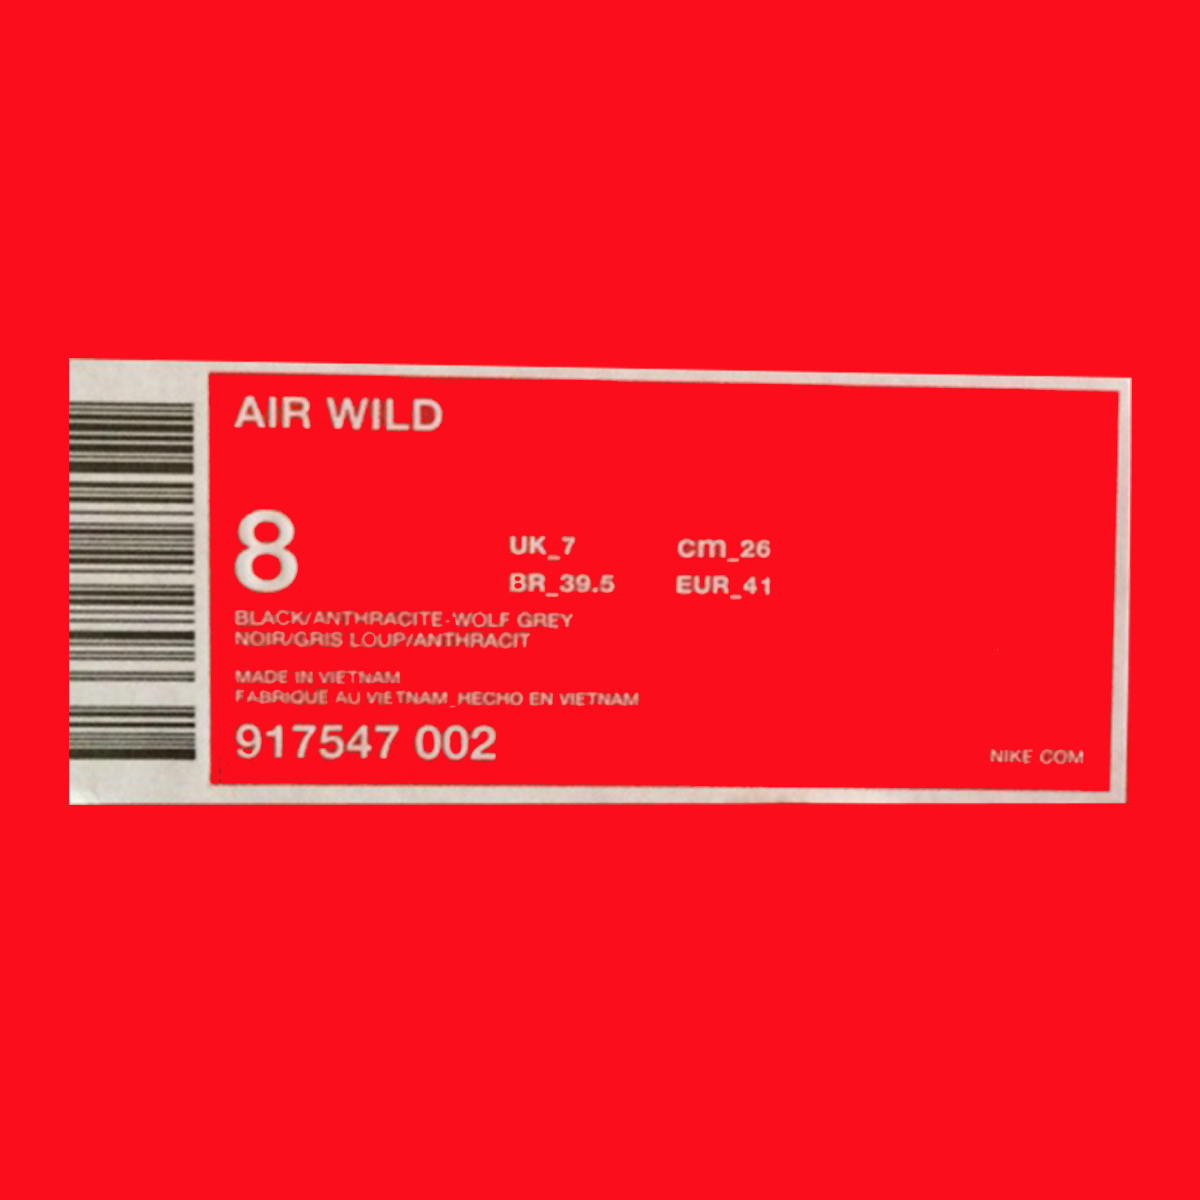 AIR WILD
8
UK_7 cm_26
BR_39.5 EUR_41
BLACK/ANTHRACITE-WOLF GREY
NOIR/GRIS LOUP/ANTHRACIT
MADE IN VIETNAM
FABRIQUE AU VIETNAM_HECHO EN VIETNAM
917547 002
NIKE COM